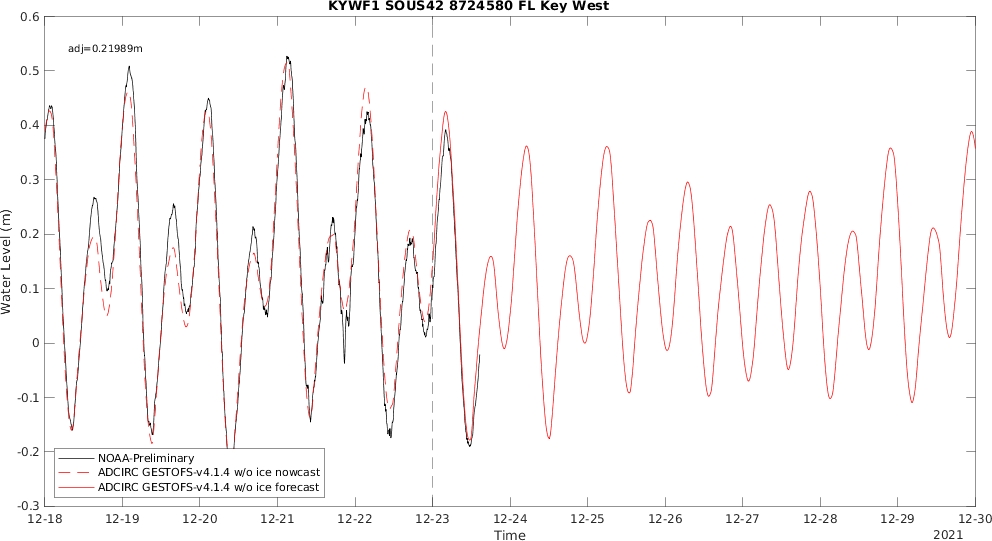 KYWF1 SOUS42 8724580 FL Key West
adj=0.21989m
Water Level (m)
0.6
0.5
0.4
0.3
0.2
0.1
0
-0.1
-0.2
-0.3
NOAA-Preliminary
ADCIRC GESTOFS-v4.1.4 w/o ice nowcast
ADCIRC GESTOFS-v4.1.4 w/o ice forecast
12-18 12-19 12-20 12-21 12-22 12-23 12-24 12-25 12-26 12-27 12-28 12-29 12-30
Time
2021